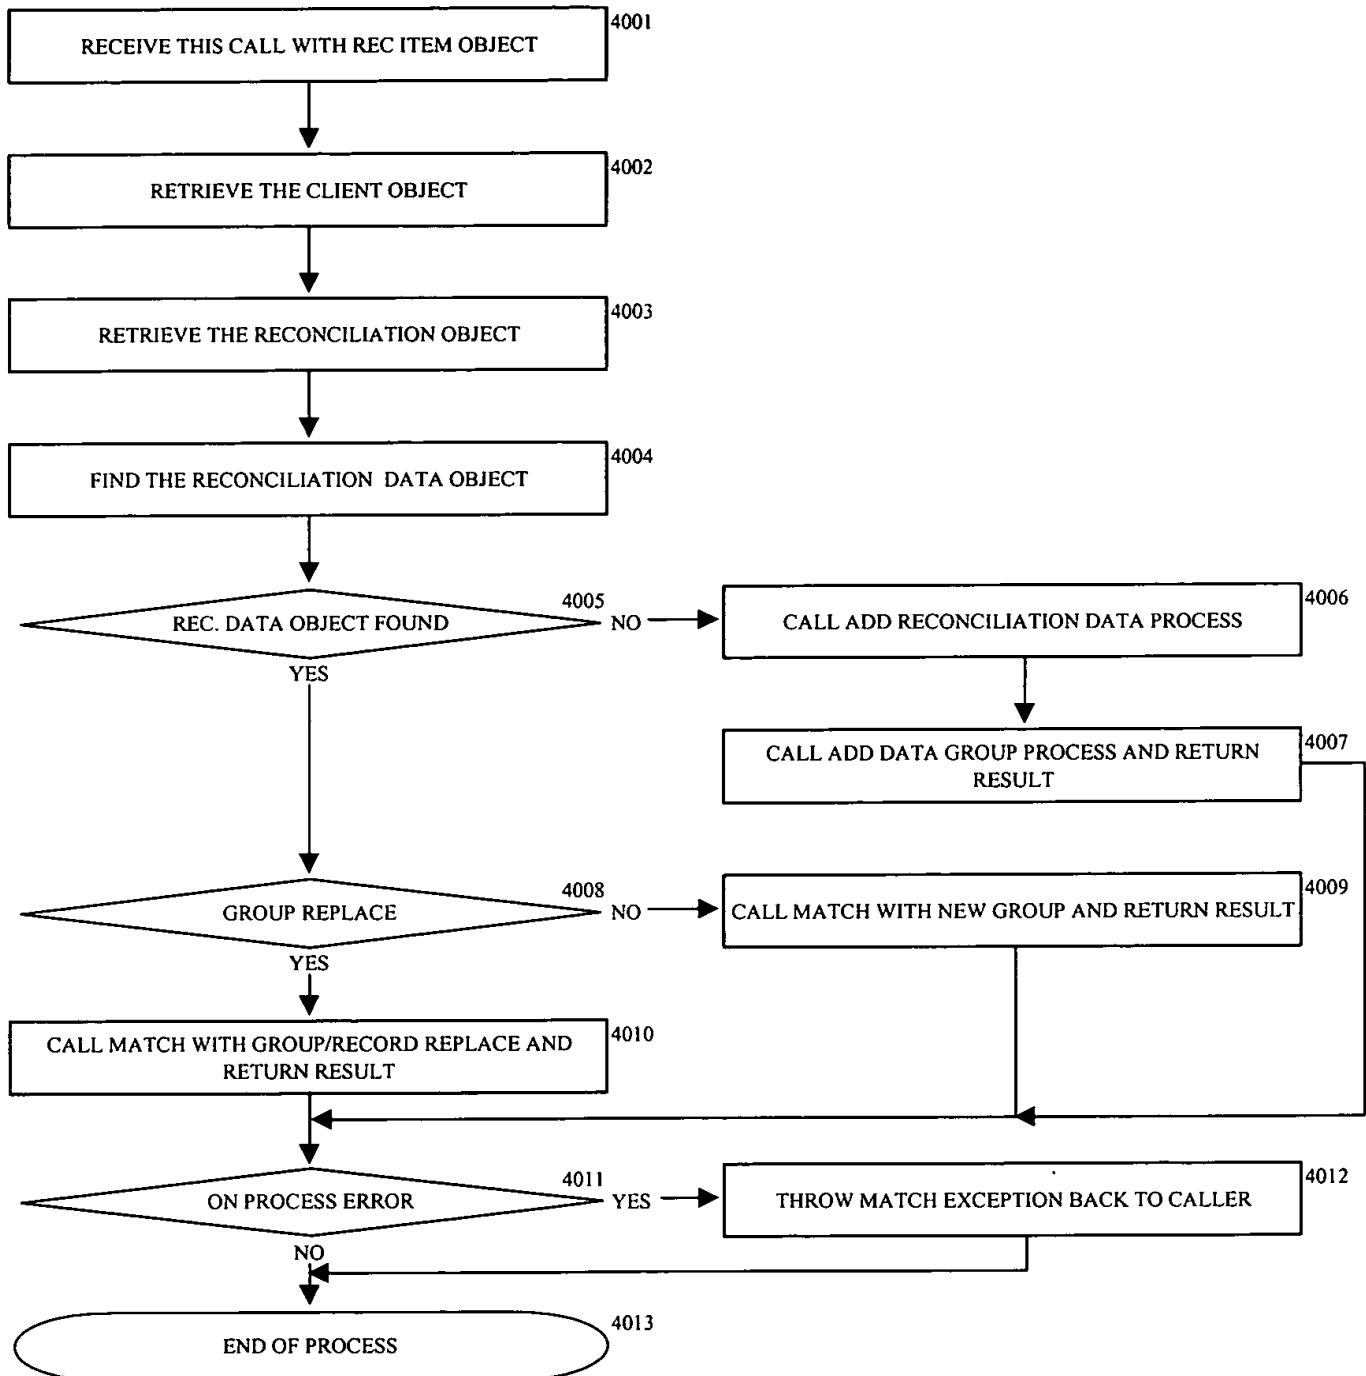 4001
RECEIVE THIS CALL WITH REC ITEM OBJECT
4002
RETRIEVE THE CLIENT OBJECT
4003
RETRIEVE THE RECONCILIATION OBJECT
4004
FIND THE RECONCILIATION DATA OBJECT
4005
REC. DATA OBJECT FOUND
NO
YES
4006
CALL ADD RECONCILIATION DATA PROCESS
4007
CALL ADD DATA GROUP PROCESS AND RETURN
RESULT
4008
GROUP REPLACE
NO
YES
4009
CALL MATCH WITH NEW GROUP AND RETURN RESULT
4010
CALL MATCH WITH GROUP/RECORD REPLACE AND
RETURN RESULT
4011
ON PROCESS ERROR
YES
NO
4012
THROW MATCH EXCEPTION BACK TO CALLER
4013
END OF PROCESS